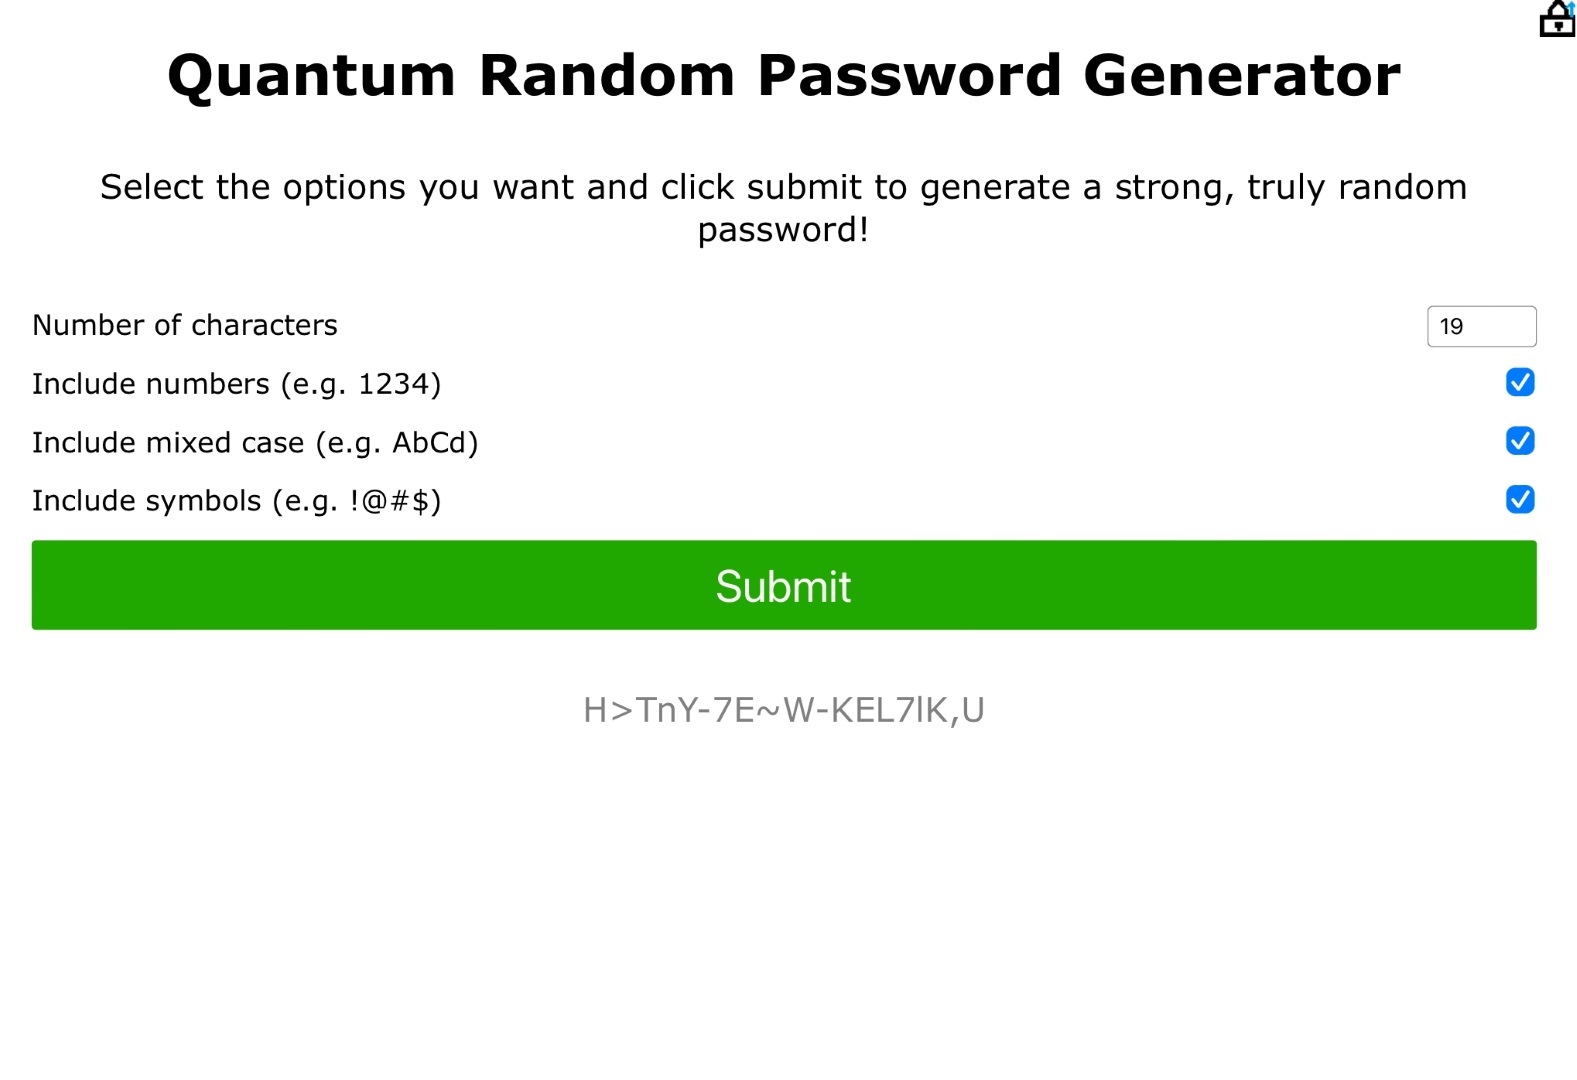 Quantum Random Password Generator
Select the options you want and click submit to generate a strong, truly random
password!
Number of characters
19
Include numbers (e.g. 1234)
Include mixed case (e.g. AbCd)
Include symbols (e.g. !@#$)
Submit
H>TnY-7E~W-KEL7lK,U